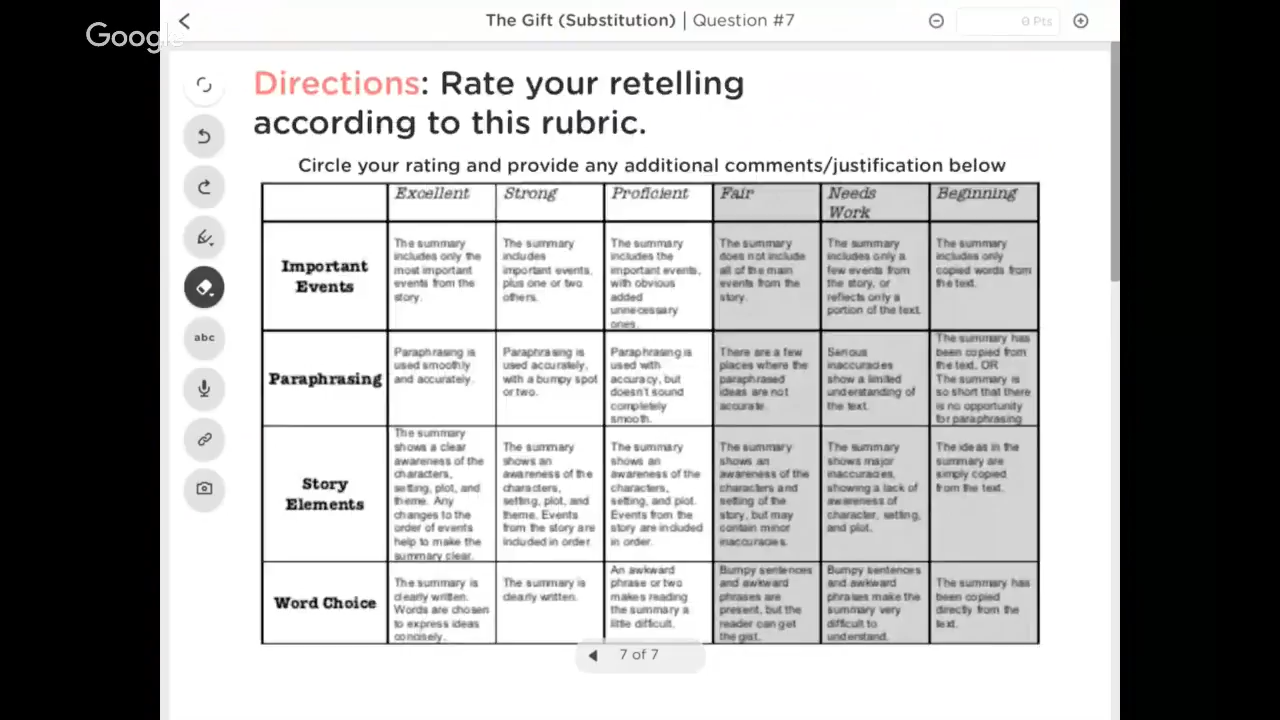 The Gift (Substitution) | Question #7
0 Pts
Google
Directions: Rate your retelling
according to this rubric.
Circle your rating and provide any additional comments/justification below
Excellent
Strong
Proficient
Fair
Needs
Work
Beginning
Important
Events
The summary
includes only the
most important
events from the
story.
The summary
includes
important events,
plus one or two
others.
The summary
includes the
important events,
with obvious
added
unnecessary
ones.
The summary
does not include
all of the main
events from the
story.
The summary
includes only a
few events from
the story, or
reflects only a
portion of the text.
The summary
includes only
copied words from
the text.
Paraphrasing
Paraphrasing is
used smoothly
and accurately.
Paraphrasing is
used accurately,
with a bumpy spot
or two.
Paraphrasing is
used with
accuracy, but
doesn't sound
completely
smooth.
There are a few
places where the
paraphrased
ideas are not
accurate.
Serious
inaccuracies
show a limited
understanding of
the text.
The summary has
been copied from
the text, OR
The summary is
so short that there
is no opportunity
for paraphrasing
Story
Elements
The summary
shows a clear
awareness of the
characters,
setting, plot, and
theme. Any
changes to the
order of events
help to make the
summary clear.
The summary
shows an
awareness of the
characters,
setting, plot, and
theme. Events
from the story are
included in order.
The summary
shows an
awareness of the
characters,
setting, and plot.
Events from the
story are included
in order.
The summary
shows an
awareness of the
characters and
setting of the
story, but may
contain minor
inaccuracies.
The summary
shows major
inaccuracies,
showing a lack of
awareness of
character, setting,
and plot.
The ideas in the
summary are
simply copied
from the text.
Word Choice
The summary is
clearly written.
Words are chosen
to express ideas
concisely.
The summary is
clearly written.
An awkward
phrase or two
makes reading
the summary a
little difficult.
Bumpy sentences
and awkward
phrases are
present, but the
reader can get
the gist.
Bumpy sentences
and awkward
phrases make the
summary very
difficult to
understand.
The summary has
been copied
directly from the
text.
abc
7 of 7